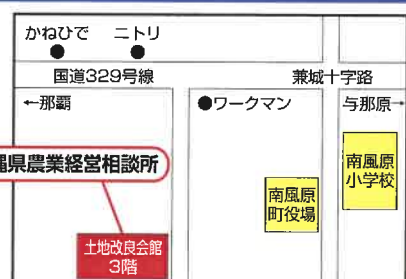 かねひで ニトリ
国道329号線 兼城十字路
←那覇 ●ワークマン 与那原→
県農業経営相談所
南風原
小学校
南風原
町役場
土地改良会館
3階